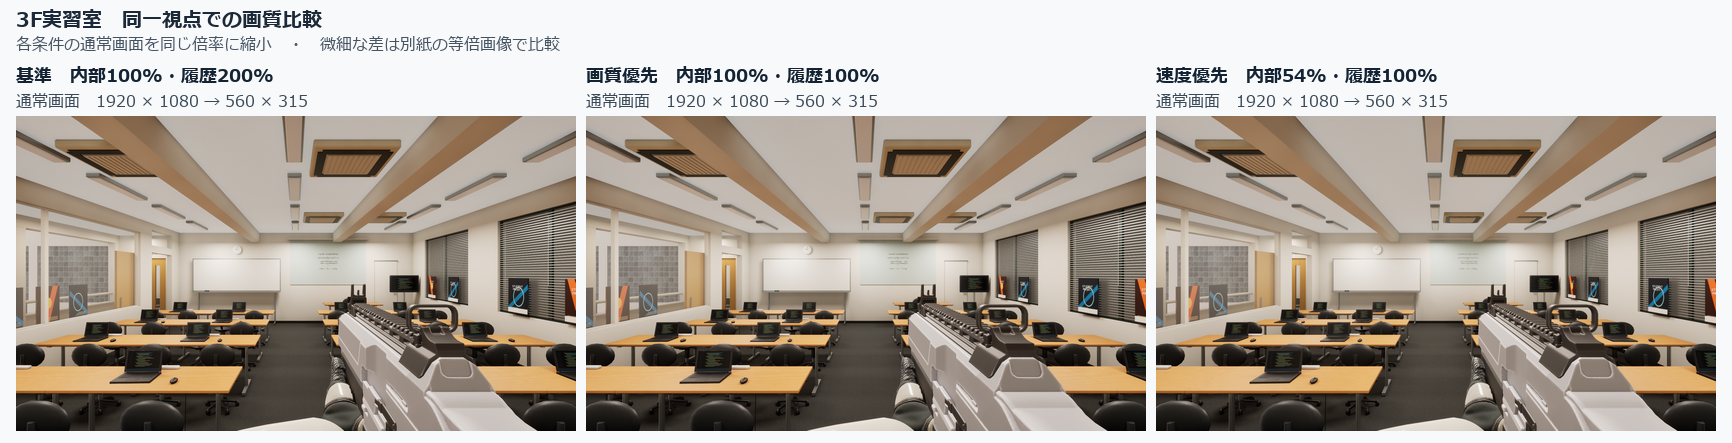 3F実習室　同一視点での画質比較
各条件の通常画面を同じ倍率に縮小　・　微細な差は別紙の等倍画像で比較
基準　内部100%・履歴200%
通常画面　1920 × 1080 → 560 × 315
画質優先　内部100%・履歴100%
通常画面　1920 × 1080 → 560 × 315
速度優先　内部54%・履歴100%
通常画面　1920 × 1080 → 560 × 315